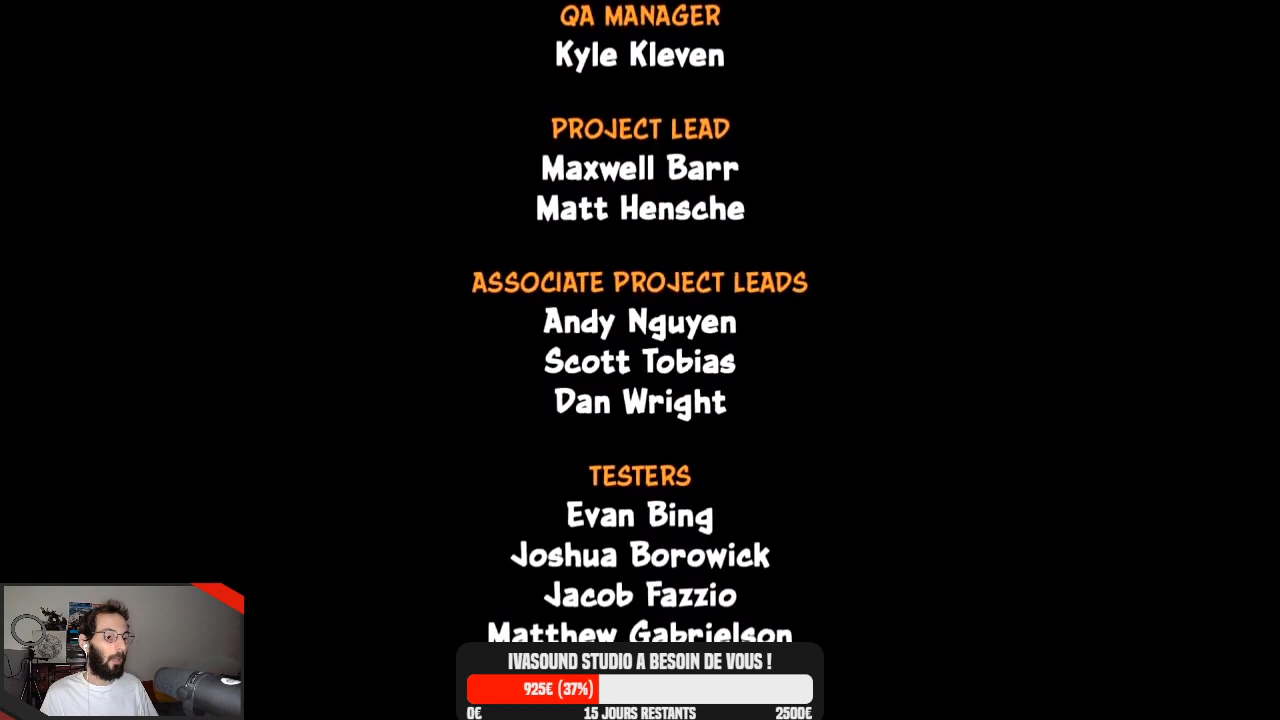 QA MANAGER
Kyle Kleven
PROJECT LEAD
Maxwell Barr
Matt Hensche
ASSOCIATE PROJECT LEADS
Andy Nguyen
Scott Tobias
Dan Wright
TESTERS
Evan Bing
Joshua Borowick
Jacob Fazzio
Matthew Gabrielson
IVASOUND STUDIO A BESOIN DE VOUS !
925€ (37%)
0€ 15 JOURS RESTANTS 2500€